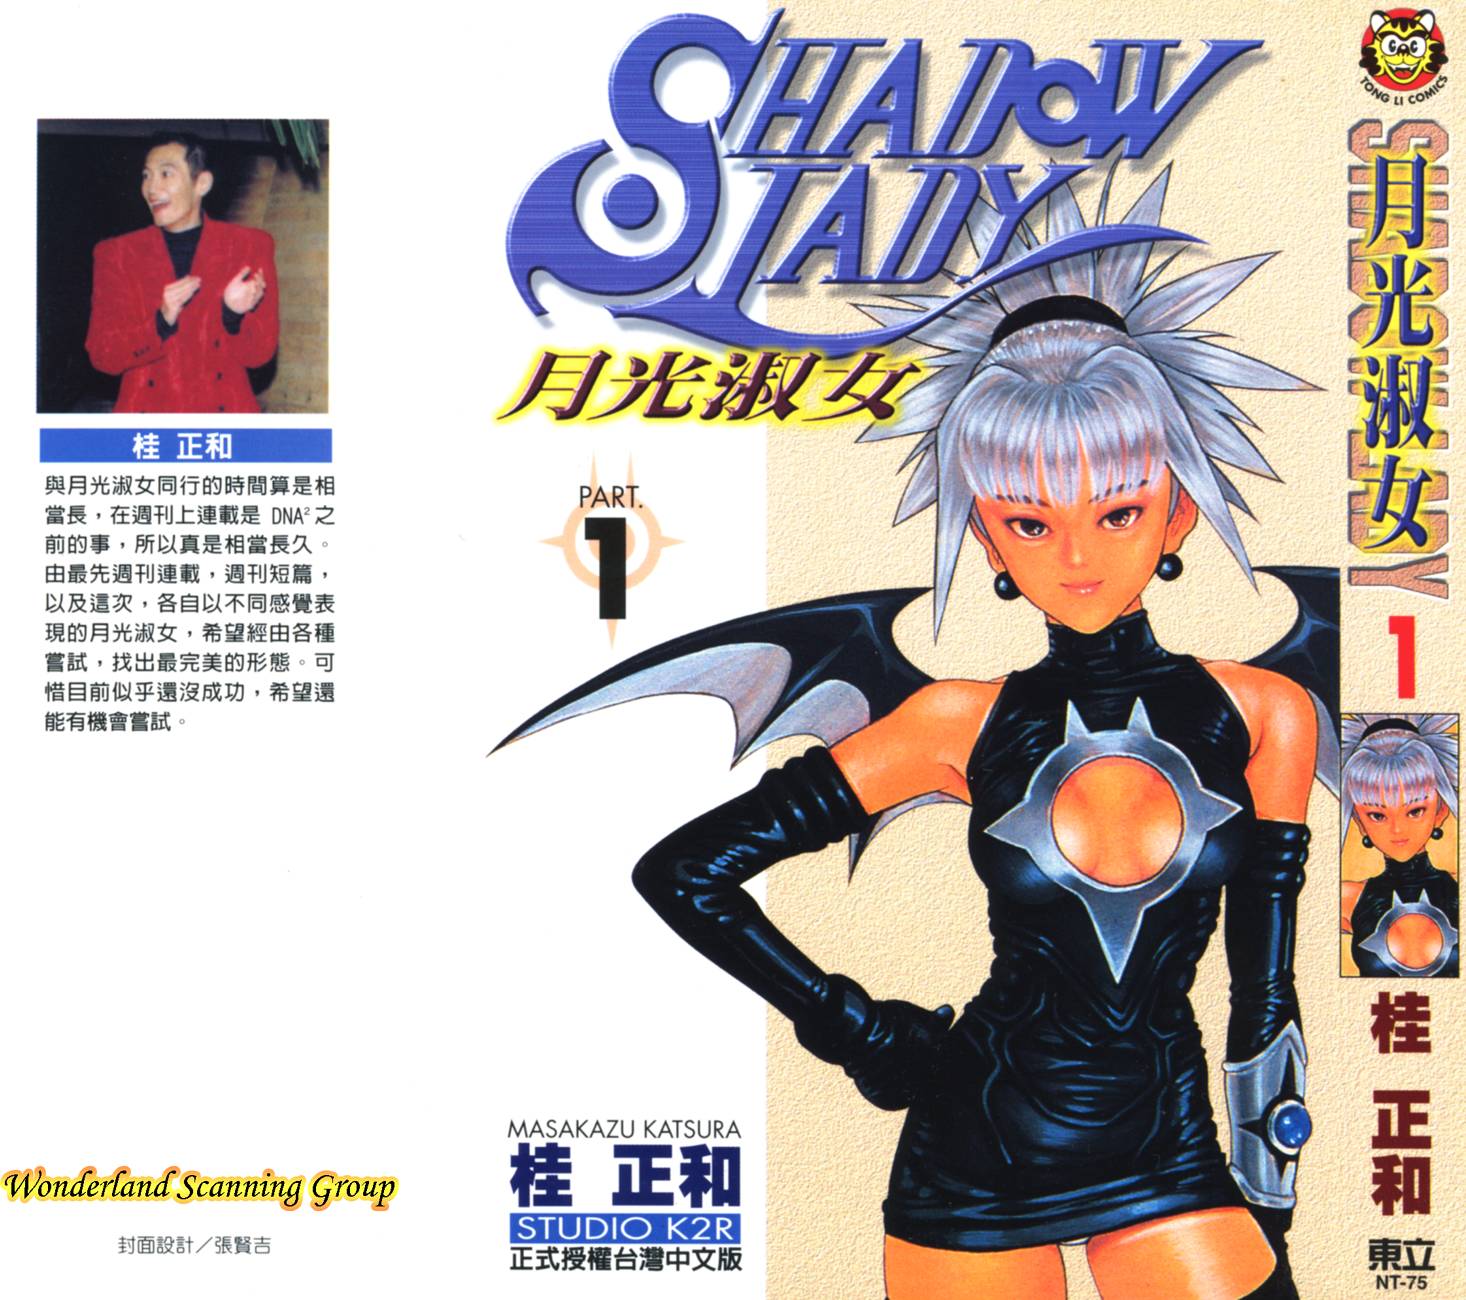 桂 正和
與月光淑女同行的時間算是相
當長，在週刊上連載是 DNA² 之
前的事，所以真是相當長久。
由最先週刊連載，週刊短篇，
以及這次，各自以不同感覺表
現的月光淑女，希望經由各種
嘗試，找出最完美的形態。可
惜目前似乎還沒成功，希望還
能有機會嘗試。
Wonderland Scanning Group
封面設計／張賢吉
SHADOW
LADY
月光淑女
PART.
1
MASAKAZU KATSURA
桂 正和
STUDIO K2R
正式授權台灣中文版
TONG LI COMICS
SHADOW LADY
月光淑女
1
桂 正和
東立
NT-75